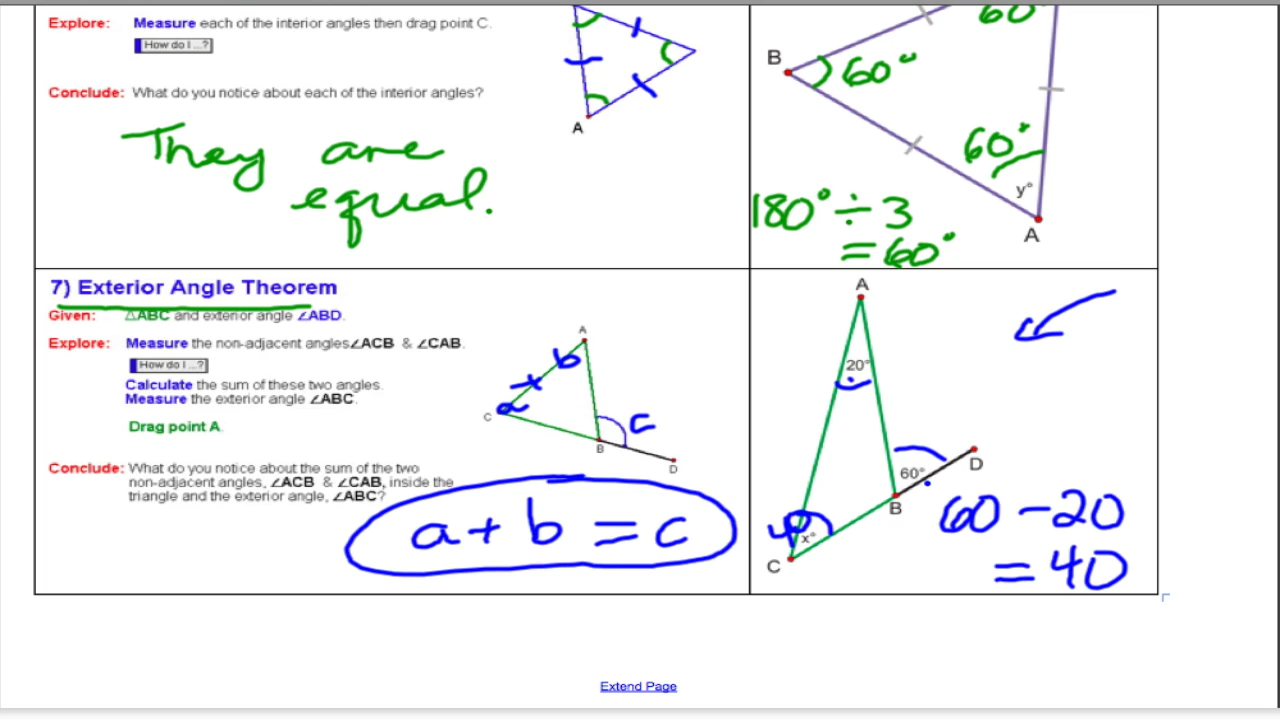 Explore: Measure each of the interior angles then drag point C.
How do I ...?
Conclude: What do you notice about each of the interior angles?
They are
equal.
A
60°
B
60°
60°
y°
A
180° ÷ 3
= 60°
7) Exterior Angle Theorem
Given: △ABC and exterior angle ∠ABD.
Explore: Measure the non-adjacent angles∠ACB & ∠CAB.
How do I ...?
Calculate the sum of these two angles.
Measure the exterior angle ∠ABC.
Drag point A.
Conclude: What do you notice about the sum of the two
non-adjacent angles, ∠ACB & ∠CAB, inside the
triangle and the exterior angle, ∠ABC?
A
b
a
C
c
B
D
a + b = c
A
20°
D
60°
B
x°
C
60 - 20
= 40
Extend Page